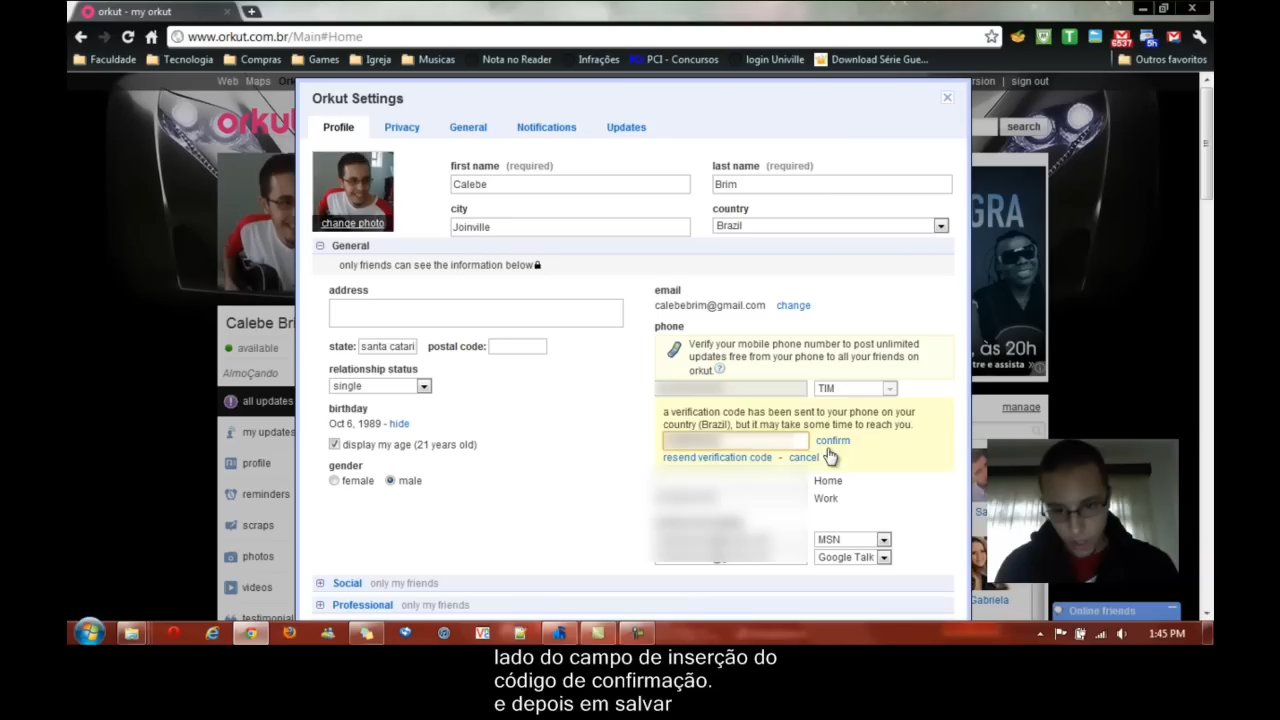 orkut - my orkut
www.orkut.com.br/Main#Home
6537
5h
Faculdade Tecnologia Compras Games Igreja Musicas Nota no Reader Infrações PCI - Concursos login Univille Download Série Gue... Outros favoritos
Web Maps sign out
Orkut Settings
search
Profile Privacy General Notifications Updates
first name (required) last name (required)
Calebe Brim
change photo
city country
Joinville Brazil
General
only friends can see the information below
address email
calebebrim@gmail.com change
phone
Verify your mobile phone number to post unlimited
updates free from your phone to all your friends on
orkut
state: santa catari postal code:
relationship status
single
TIM
birthday
Oct 6, 1989 - hide
display my age (21 years old)
a verification code has been sent to your phone on your
country (Brazil), but it may take some time to reach you.
confirm
resend verification code - cancel
gender
female male
Home
Work
MSN
Google Talk
Social only my friends
Professional only my friends
Calebe Bri
available
AlmoÇando
all updates
my updates
profile
reminders
scraps
photos
videos
testimonial
GRA
, às 20h
tre e assista »
manage
Sa
Gabriela
Online friends
1:45 PM
lado do campo de inserção do
código de confirmação.
e depois em salvar